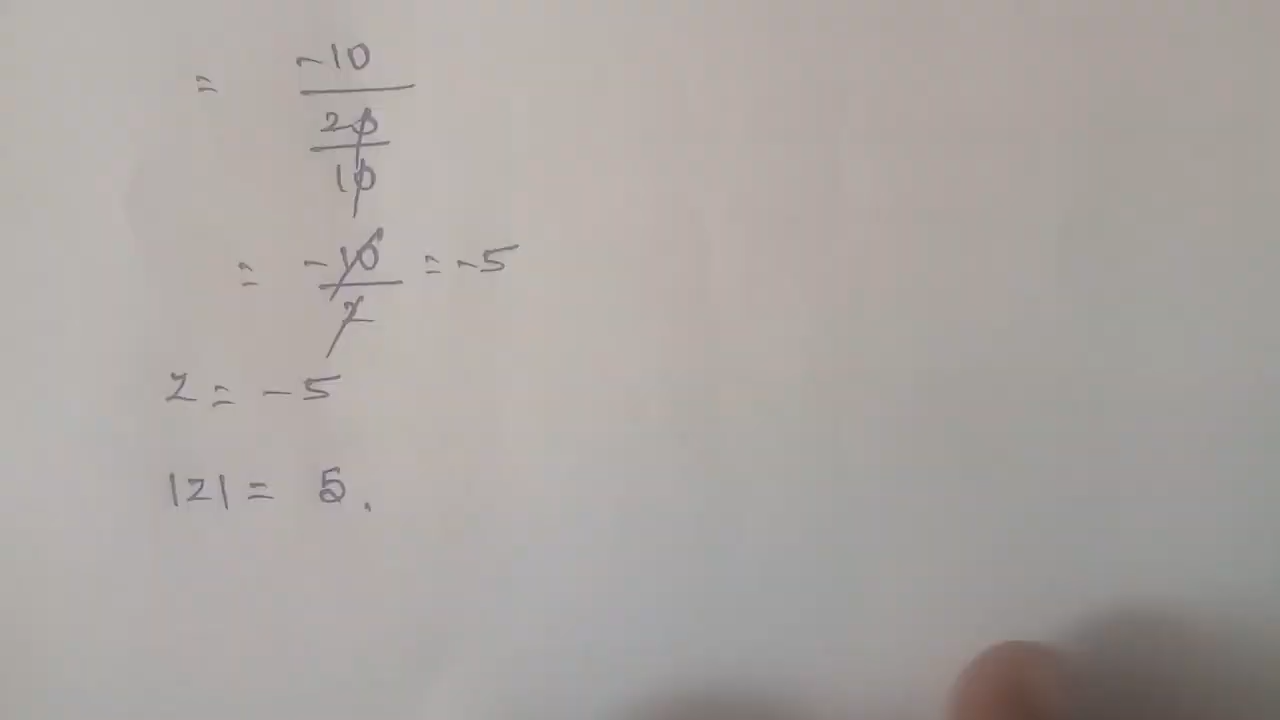 = -10
20
10
= -10 = -5
2
Z = -5
|Z| = 5.